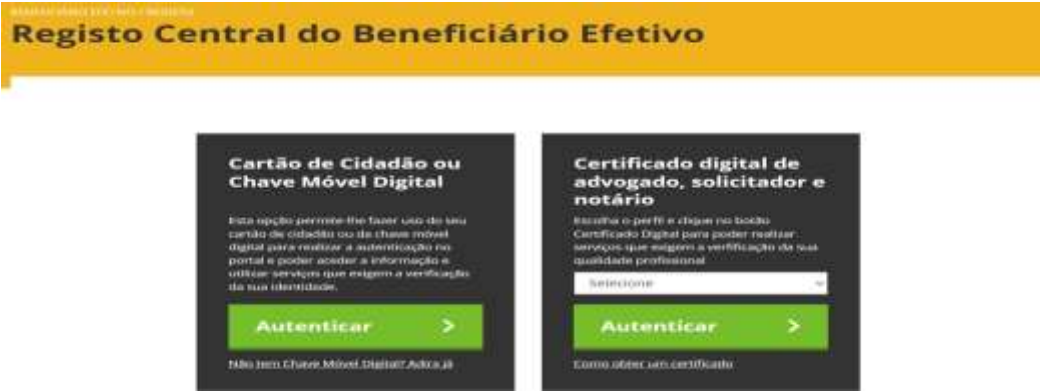 Registo Central do Beneficiário Efetivo
Cartão de Cidadão ou
Chave Móvel Digital
Esta opção permite-lhe fazer uso do seu
cartão de cidadão ou da chave móvel
digital para realizar a autenticação no
portal e poder aceder a informação e
utilizar serviços que exigem a verificação
da sua identidade.
Autenticar
Não tem Chave Móvel Digital? Adira já
Certificado digital de
advogado, solicitador e
notário
Escolha o perfil e clique no botão
Certificado Digital para poder realizar
serviços que exigem a verificação da sua
qualidade profissional
Selecione
Autenticar
Como obter um certificado